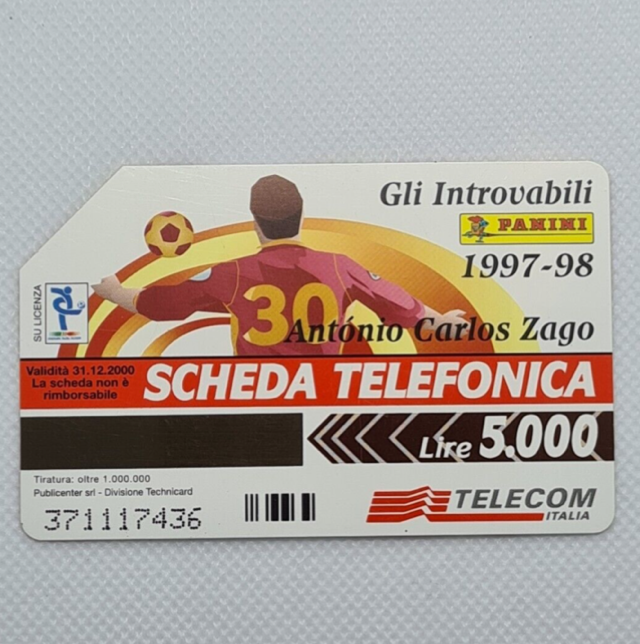 Gli Introvabili
PANINI
1997-98
30
António Carlos Zago
SU LICENZA
Validità 31.12.2000
La scheda non è
rimborsabile
SCHEDA TELEFONICA
Lire 5.000
Tiratura: oltre 1.000.000
Publicenter srl - Divisione Technicard
371117436
TELECOM
ITALIA